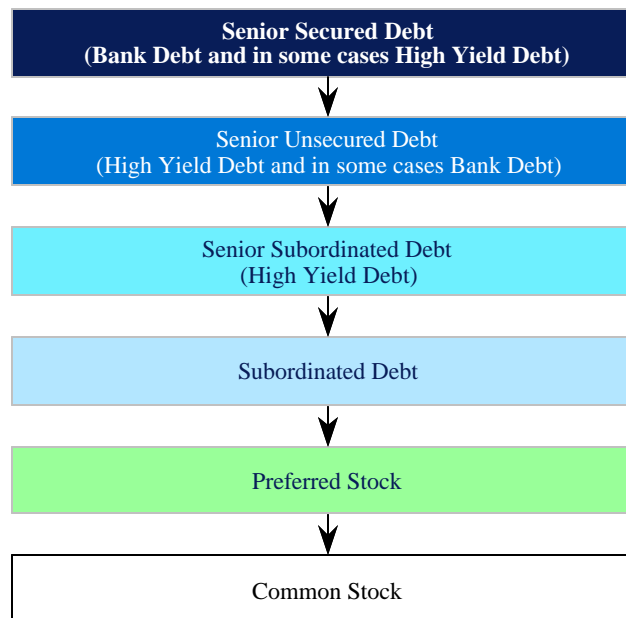 Senior Secured Debt
(Bank Debt and in some cases High Yield Debt)
Senior Unsecured Debt
(High Yield Debt and in some cases Bank Debt)
Senior Subordinated Debt
(High Yield Debt)
Subordinated Debt
Preferred Stock
Common Stock